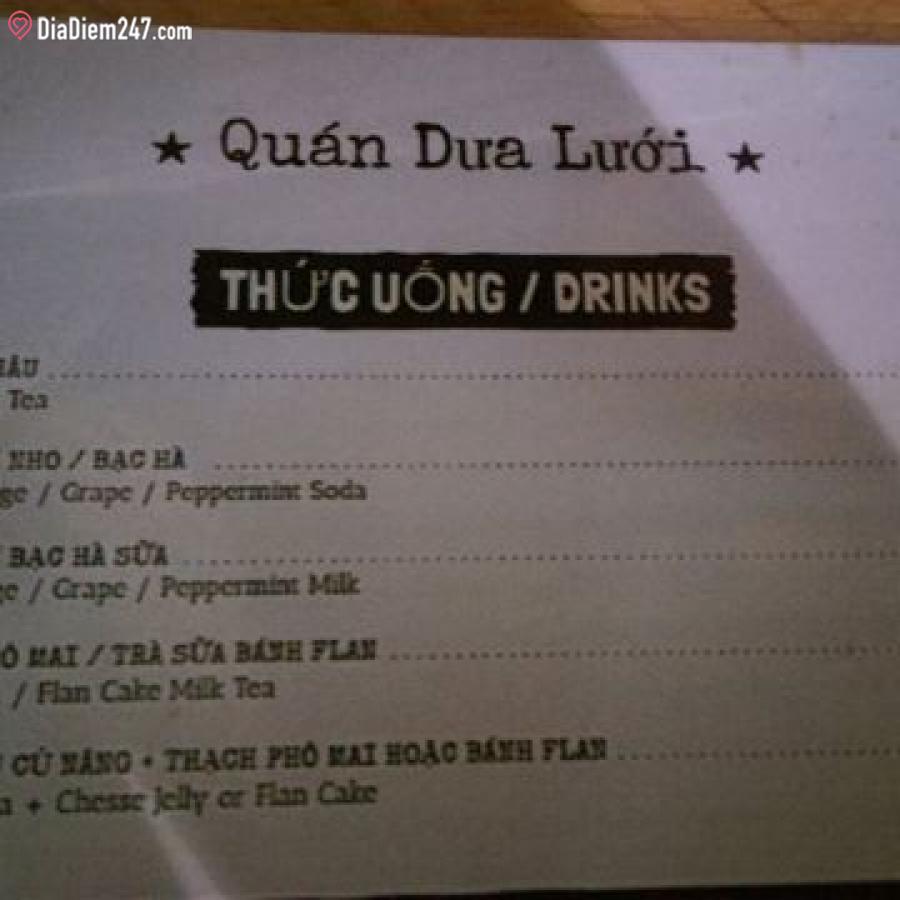 DiaDiem247.com
★ Quán Dưa Lưới ★
THỨC UỐNG / DRINKS
Tea
NHO / BẠC HÀ
/ Grape / Peppermint Soda
/ BẠC HÀ SỮA
/ Grape / Peppermint Milk
MAI / TRÀ SỮA BÁNH FLAN
/ Flan Cake Milk Tea
CỦ NĂNG + THẠCH PHÔ MAI HOẶC BÁNH FLAN
+ Chesse Jelly or Flan Cake